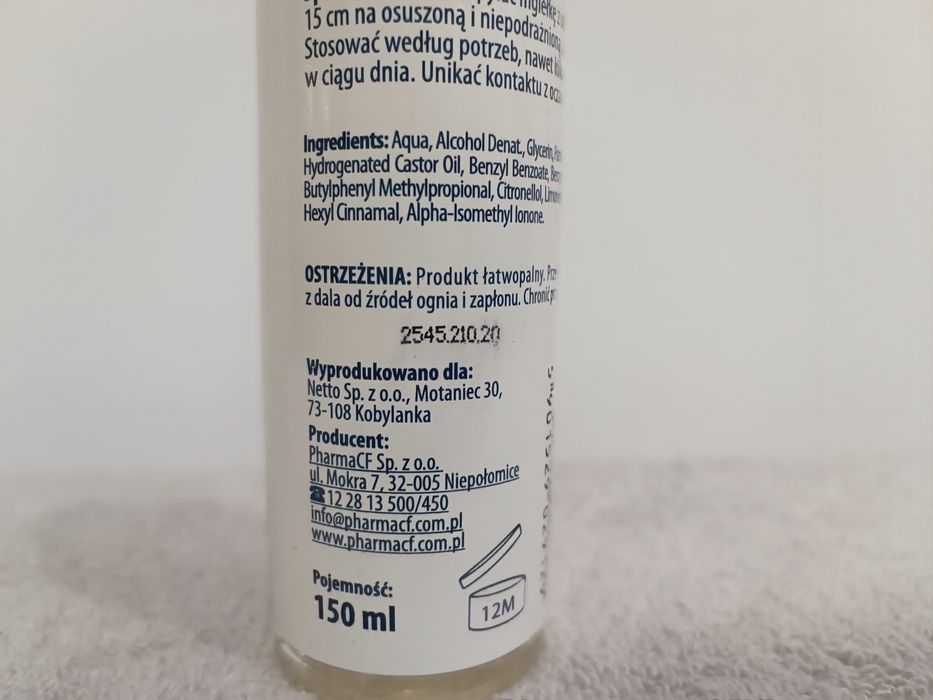 mgiełkę z
15 cm na osuszoną i niepodrażnioną
Stosować według potrzeb, nawet
w ciągu dnia. Unikać kontaktu z
Ingredients: Aqua, Alcohol Denat., Glycerin,
Hydrogenated Castor Oil, Benzyl Benzoate,
Butylphenyl Methylpropional, Citronellol,
Hexyl Cinnamal, Alpha-Isomethyl Ionone.
OSTRZEŻENIA: Produkt łatwopalny.
z dala od źródeł ognia i zapłonu. Chronić
2545.210.20
Wyprodukowano dla:
Netto Sp. z o.o., Motaniec 30,
73-108 Kobylanka
Producent:
PharmaCF Sp. z o.o.
ul. Mokra 7, 32-005 Niepołomice
☎12 28 13 500/450
info@pharmacf.com.pl
www.pharmacf.com.pl
Pojemność:
150 ml
12M